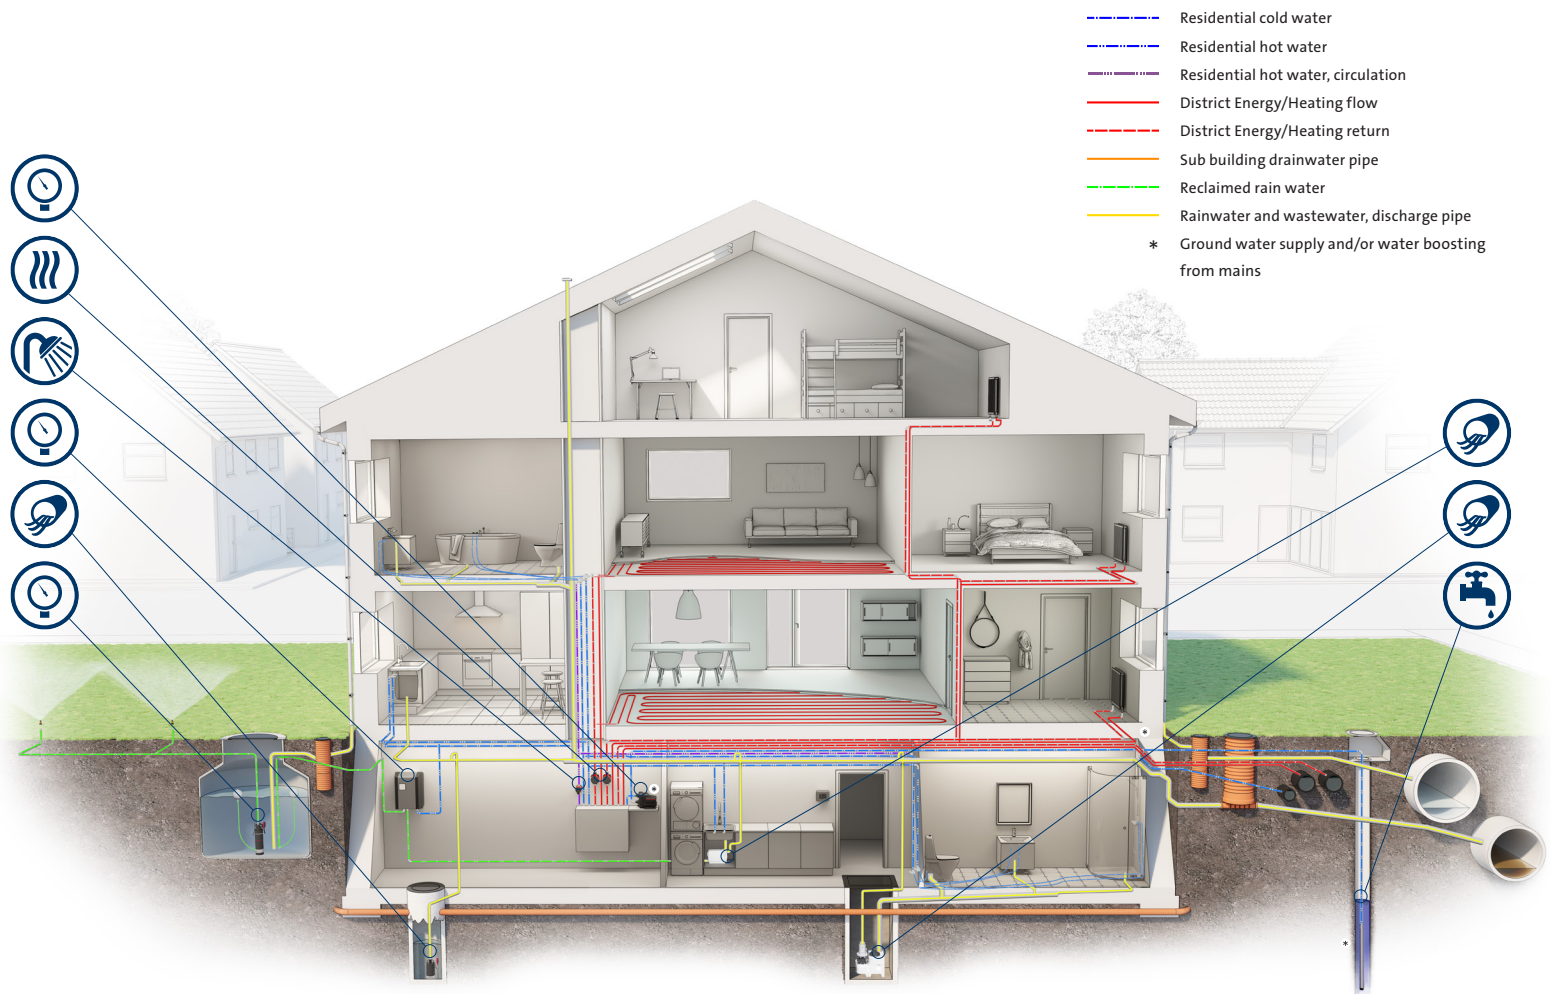 Residential cold water
Residential hot water
Residential hot water, circulation
District Energy/Heating flow
District Energy/Heating return
Sub building drainwater pipe
Reclaimed rain water
Rainwater and wastewater, discharge pipe
* Ground water supply and/or water boosting
from mains
*
*
*